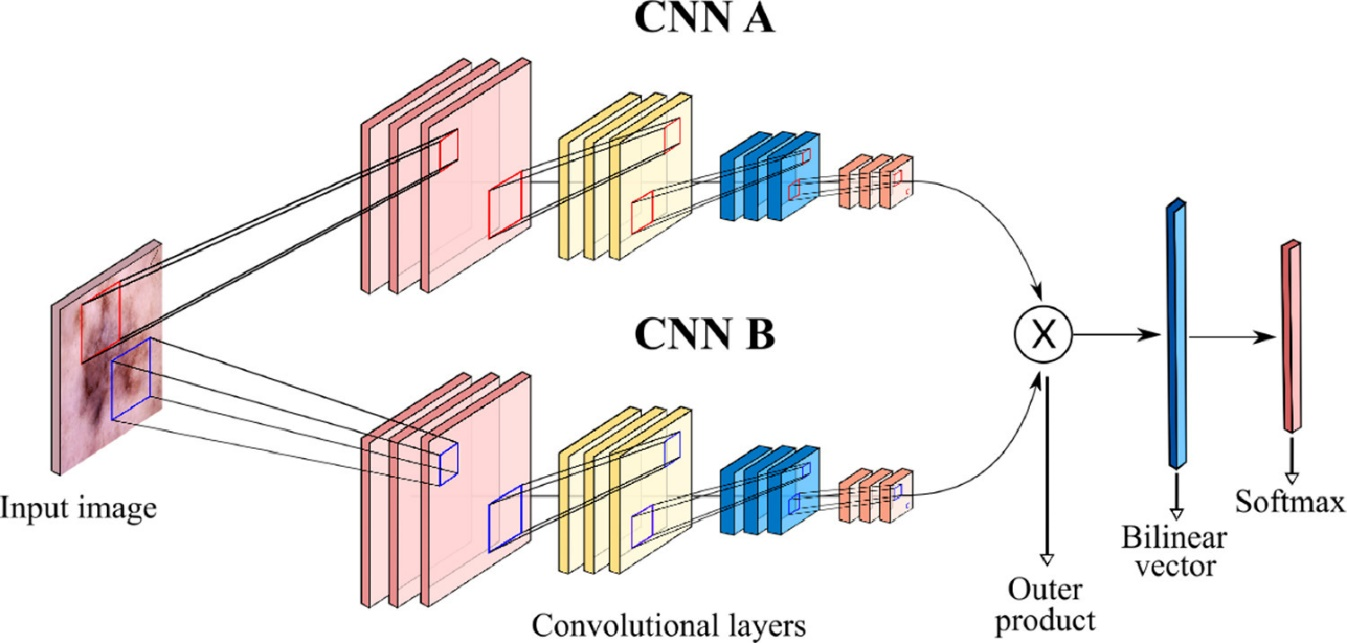 CNN A
CNN B
X
Input image
Softmax
Bilinear
vector
Outer
product
Convolutional layers